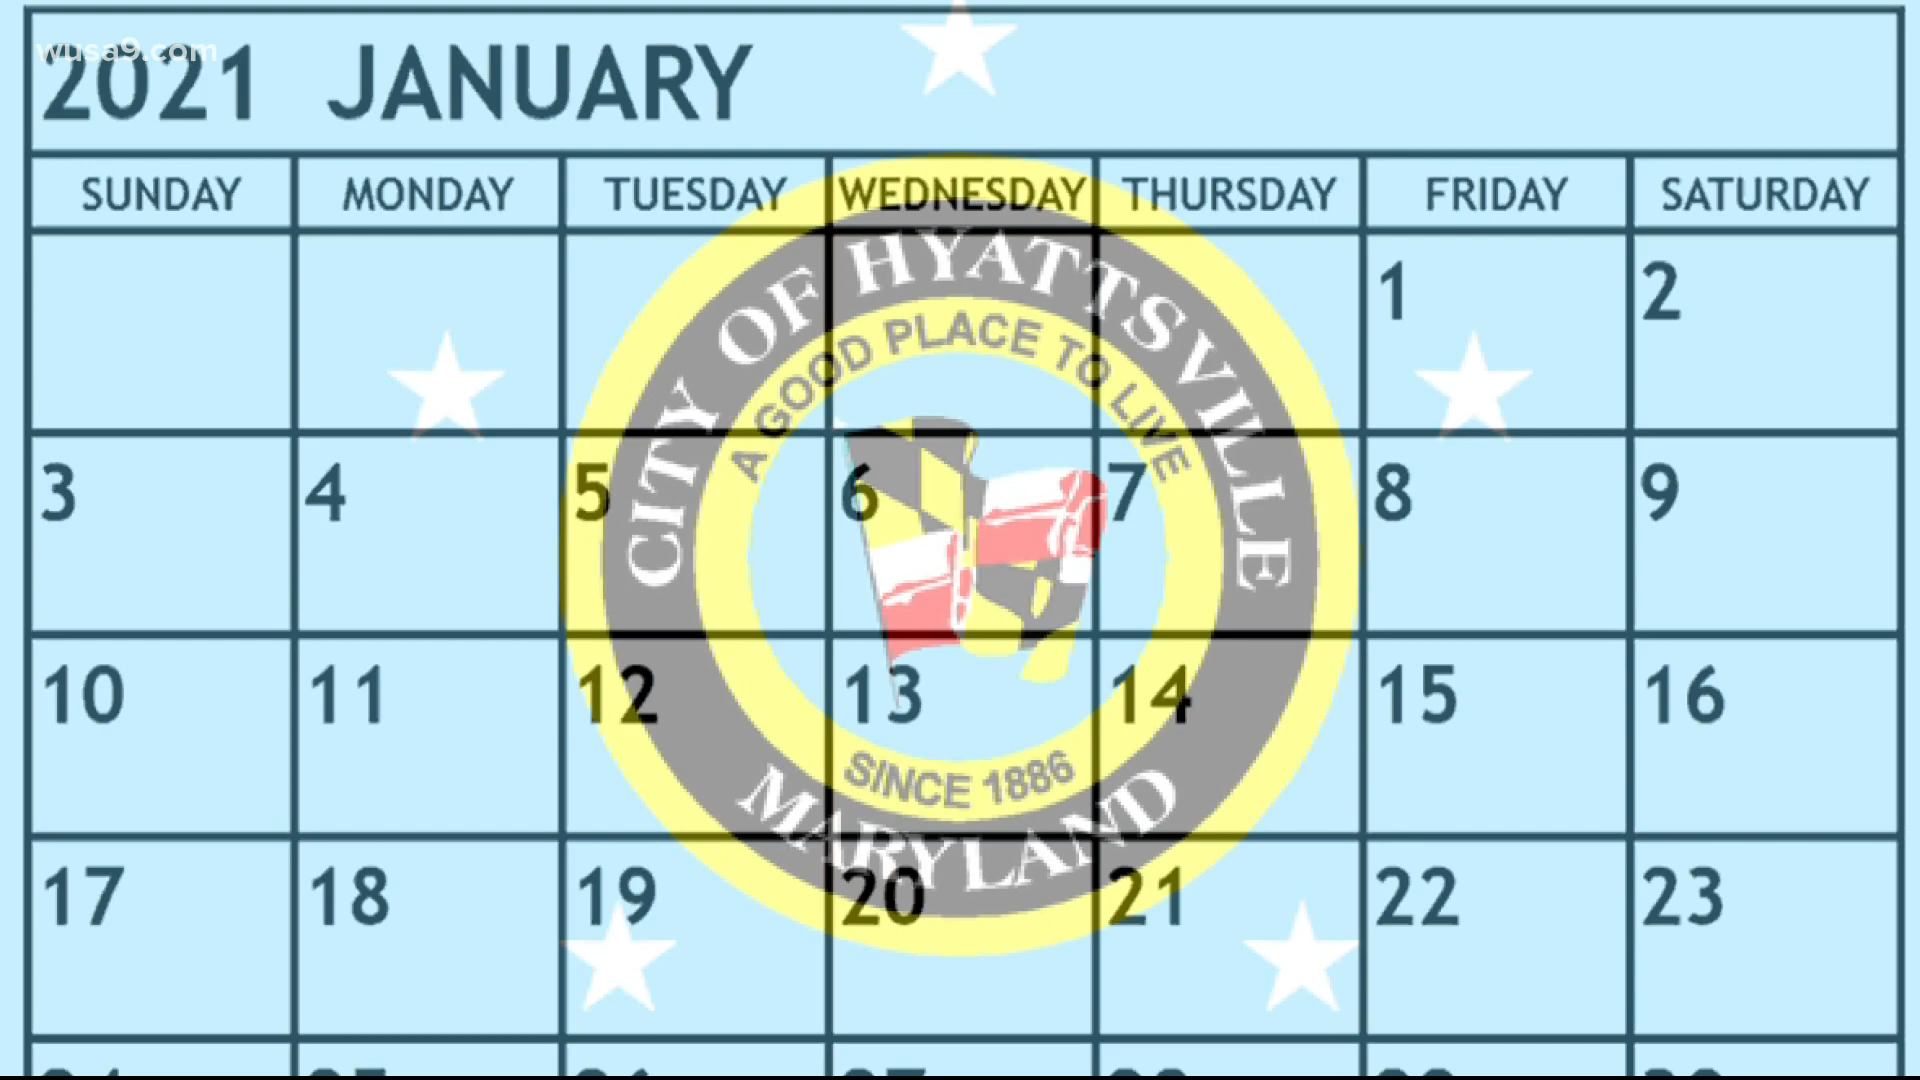 wusa9.com
2021 JANUARY
SUNDAY MONDAY TUESDAY WEDNESDAY THURSDAY FRIDAY SATURDAY
CITY OF HYATTSVILLE
A GOOD PLACE TO LIVE
1 2
3 4 5 6 7 8 9
10 11 12 13 14 15 16
SINCE 1886
MARYLAND
17 18 19 20 21 22 23